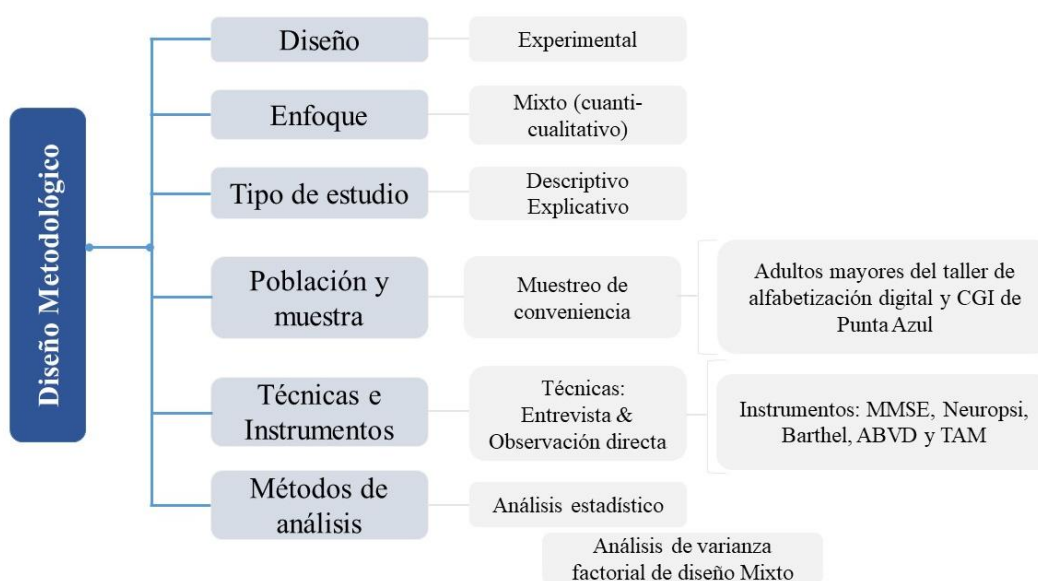 Diseño Metodológico
Diseño
Experimental
Enfoque
Mixto (cuanti-
cualitativo)
Tipo de estudio
Descriptivo
Explicativo
Población y
muestra
Muestreo de
conveniencia
Adultos mayores del taller de
alfabetización digital y CGI de
Punta Azul
Técnicas e
Instrumentos
Técnicas:
Entrevista &
Observación directa
Instrumentos: MMSE, Neuropsi,
Barthel, ABVD y TAM
Métodos de
análisis
Análisis estadístico
Análisis de varianza
factorial de diseño Mixto